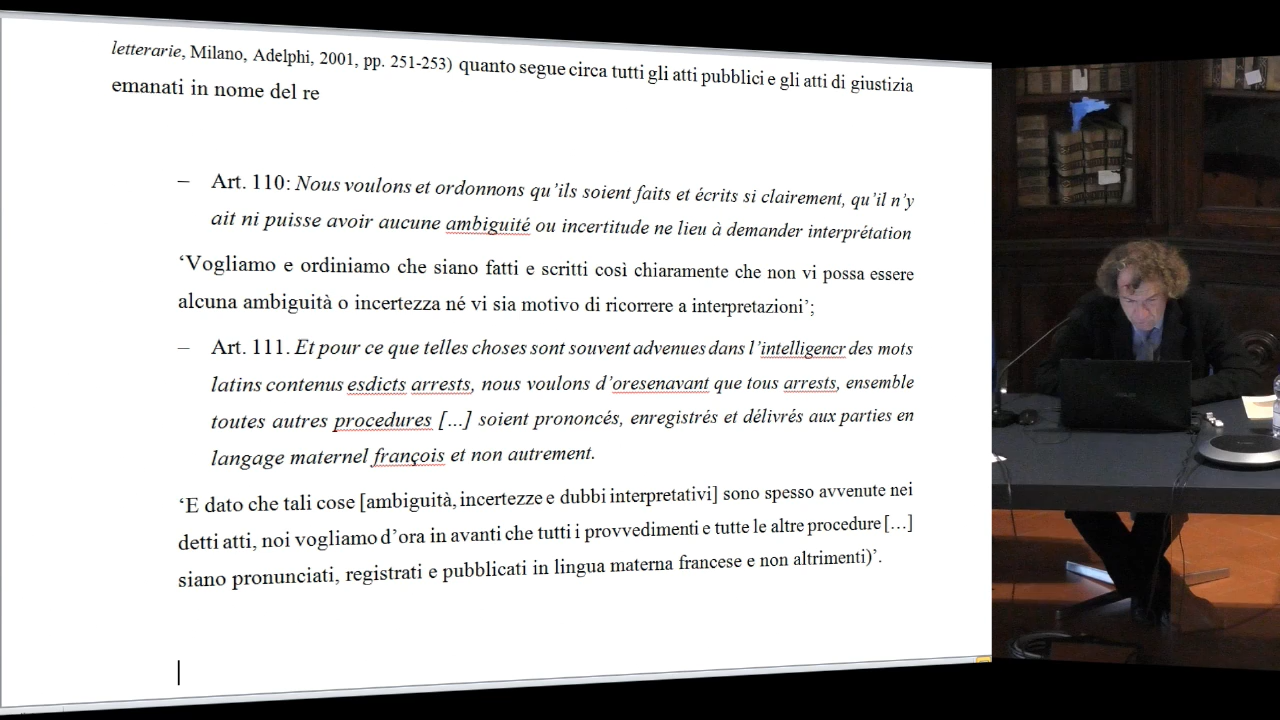 letterarie, Milano, Adelphi, 2001, pp. 251-253) quanto segue circa tutti gli atti pubblici e gli atti di giustizia
emanati in nome del re
– Art. 110: Nous voulons et ordonnons qu’ils soient faits et écrits si clairement, qu’il n’y
ait ni puisse avoir aucune ambiguité ou incertitude ne lieu à demander interprétation
‘Vogliamo e ordiniamo che siano fatti e scritti così chiaramente che non vi possa essere
alcuna ambiguità o incertezza né vi sia motivo di ricorrere a interpretazioni’;
– Art. 111. Et pour ce que telles choses sont souvent advenues dans l’intelligencr des mots
latins contenus esdicts arrests, nous voulons d’oresenavant que tous arrests, ensemble
toutes autres procedures [...] soient prononcés, enregistrés et délivrés aux parties en
langage maternel françois et non autrement.
‘E dato che tali cose [ambiguità, incertezze e dubbi interpretativi] sono spesso avvenute nei
detti atti, noi vogliamo d’ora in avanti che tutti i provvedimenti e tutte le altre procedure [...]
siano pronunciati, registrati e pubblicati in lingua materna francese e non altrimenti)’.